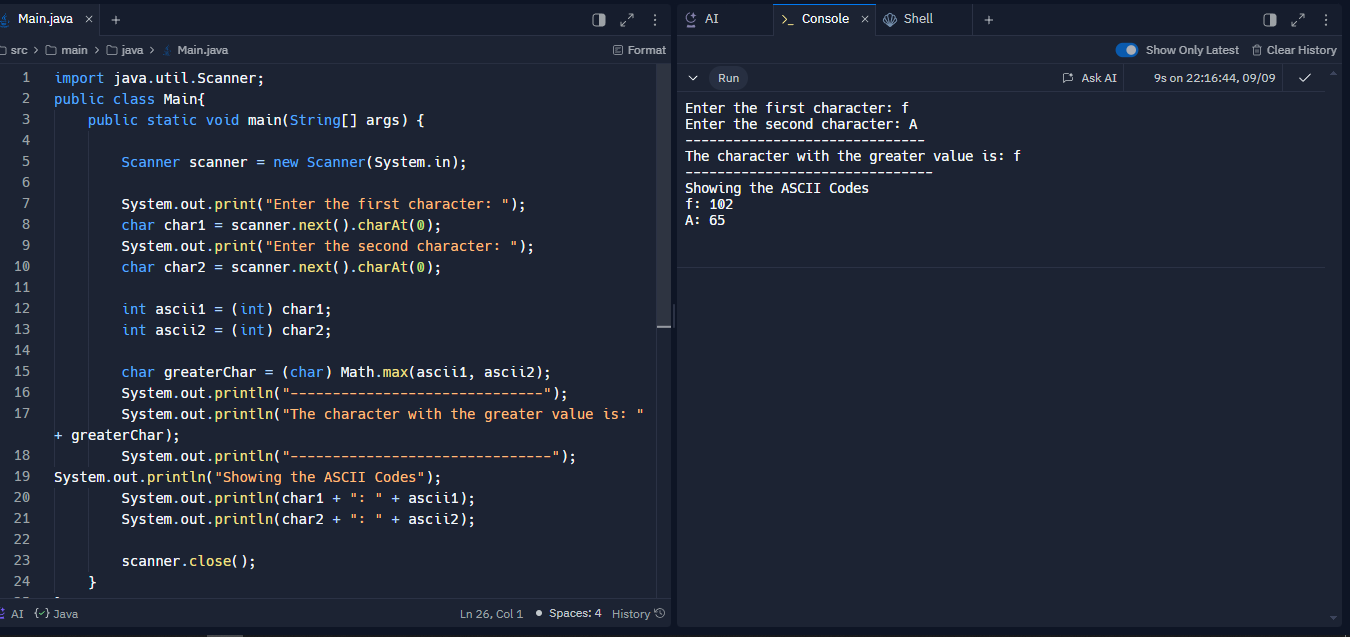 Main.java × +
src > main > java > Main.java Format
1 import java.util.Scanner;
2 public class Main{
3 public static void main(String[] args) {
4
5 Scanner scanner = new Scanner(System.in);
6
7 System.out.print("Enter the first character: ");
8 char char1 = scanner.next().charAt(0);
9 System.out.print("Enter the second character: ");
10 char char2 = scanner.next().charAt(0);
11
12 int ascii1 = (int) char1;
13 int ascii2 = (int) char2;
14
15 char greaterChar = (char) Math.max(ascii1, ascii2);
16 System.out.println("------------------------------");
17 System.out.println("The character with the greater value is: "
+ greaterChar);
18 System.out.println("-------------------------------");
19 System.out.println("Showing the ASCII Codes");
20 System.out.println(char1 + ": " + ascii1);
21 System.out.println(char2 + ": " + ascii2);
22
23 scanner.close();
24 }
AI Java Ln 26, Col 1 Spaces: 4 History
AI Console × Shell +
Show Only Latest Clear History
Run Ask AI 9s on 22:16:44, 09/09
Enter the first character: f
Enter the second character: A
------------------------------
The character with the greater value is: f
-------------------------------
Showing the ASCII Codes
f: 102
A: 65